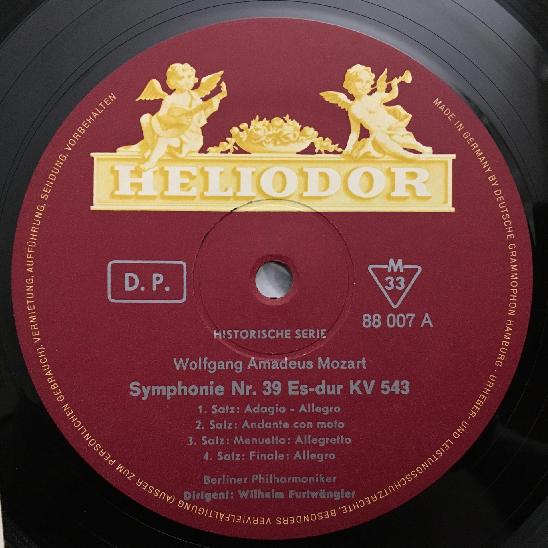 HELIODOR
D. P.
M
33
88 007 A
HISTORISCHE SERIE
Wolfgang Amadeus Mozart
Symphonie Nr. 39 Es-dur KV 543
1. Satz: Adagio - Allegro
2. Satz: Andante con moto
3. Satz: Menuetto: Allegretto
4. Satz: Finale: Allegro
Berliner Philharmoniker
Dirigent: Wilhelm Furtwängler
MADE IN GERMANY BY DEUTSCHE GRAMMOPHON HAMBURG · URHEBER- UND LEISTUNGSSCHUTZRECHTE, BESONDERS VERVIELFÄLTIGUNG (AUSSER ZUM PERSÖNLICHEN GEBRAUCH), VERMIETUNG, AUFFÜHRUNG, SENDUNG, VORBEHALTEN